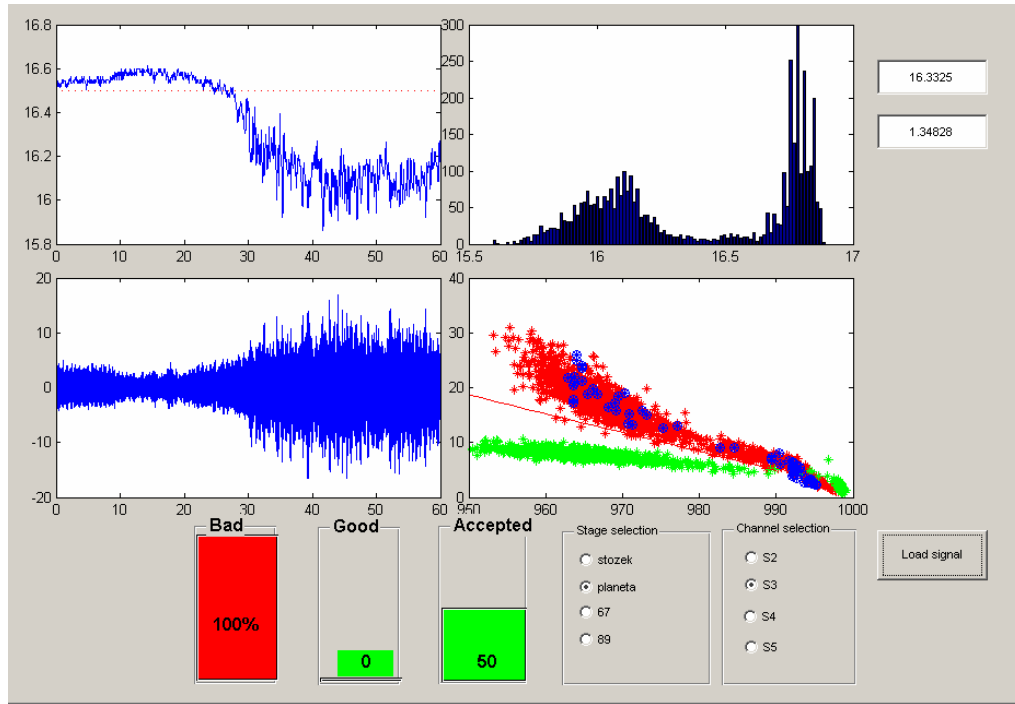 16.8
16.6
16.4
16.2
16
15.8
0 10 20 30 40 50 60
300
250
200
150
100
50
0
15.5 16 16.5 17
16.3325
1.34828
20
10
0
-10
-20
0 10 20 30 40 50 60
40
30
20
10
0
950 960 970 980 990 1000
Bad
100%
Good
0
Accepted
50
Stage selection
stozek
planeta
67
89
Channel selection
S2
S3
S4
S5
Load signal